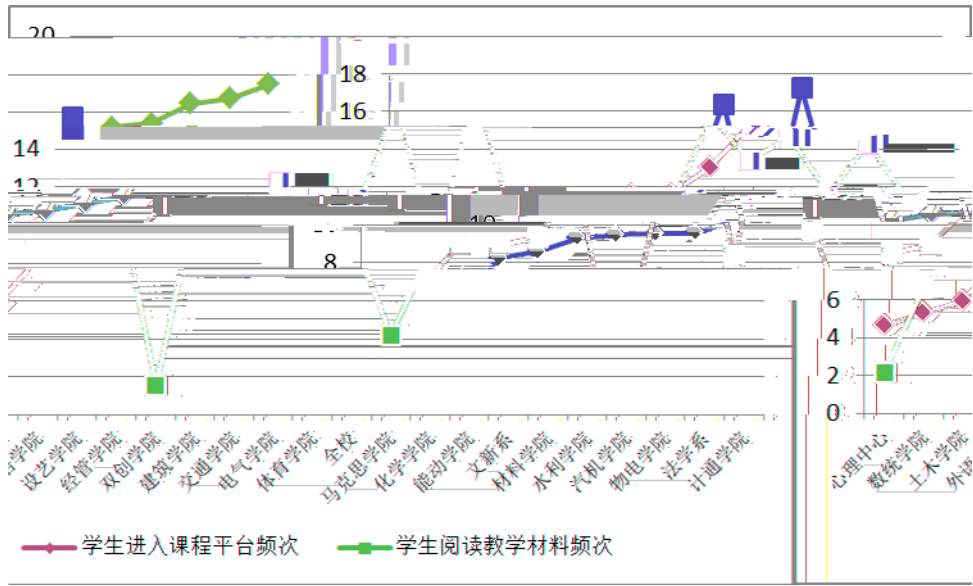 20
18
16
14
12
10
8
6
4
2
0
语学院
设艺学院
经管学院
双创学院
建筑学院
交通学院
电气学院
体育学院
全校
马克思学院
化学学院
能动学院
文新系
材料学院
水利学院
汽机学院
物电学院
法学系
计通学院
心理中心
数统学院
土木学院
外语
学生进入课程平台频次
学生阅读教学材料频次